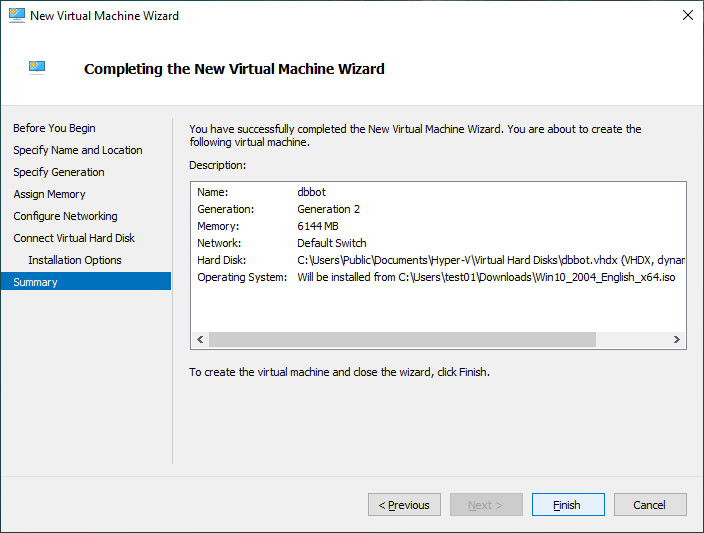 New Virtual Machine Wizard
Completing the New Virtual Machine Wizard
Before You Begin
Specify Name and Location
Specify Generation
Assign Memory
Configure Networking
Connect Virtual Hard Disk
Installation Options
Summary
You have successfully completed the New Virtual Machine Wizard. You are about to create the
following virtual machine.
Description:
Name: dbbot
Generation: Generation 2
Memory: 6144 MB
Network: Default Switch
Hard Disk: C:\Users\Public\Documents\Hyper-V\Virtual Hard Disks\dbbot.vhdx (VHDX, dynam
Operating System: Will be installed from C:\Users\test01\Downloads\Win10_2004_English_x64.iso
To create the virtual machine and close the wizard, click Finish.
< Previous
Next >
Finish
Cancel